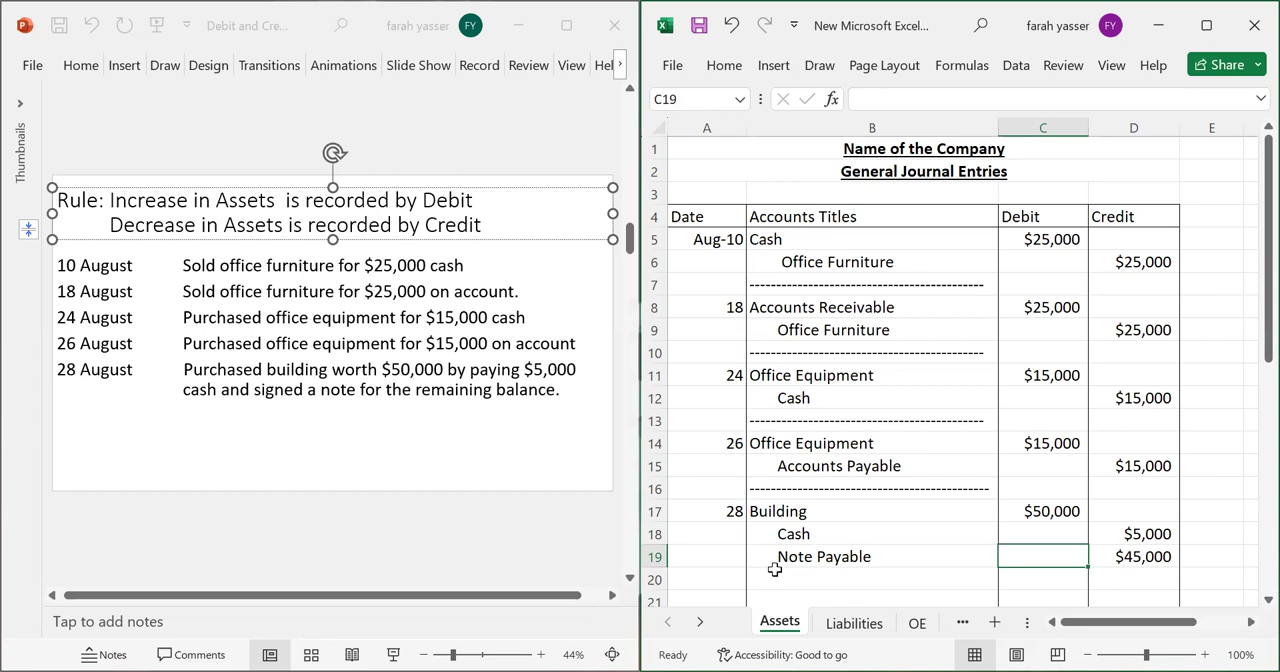 Debit and Cre...
farah yasser
FY
File Home Insert Draw Design Transitions Animations Slide Show Record Review View Hel
Thumbnails
Rule: Increase in Assets is recorded by Debit
Decrease in Assets is recorded by Credit
10 August Sold office furniture for $25,000 cash
18 August Sold office furniture for $25,000 on account.
24 August Purchased office equipment for $15,000 cash
26 August Purchased office equipment for $15,000 on account
28 August Purchased building worth $50,000 by paying $5,000
cash and signed a note for the remaining balance.
Tap to add notes
Notes Comments 44%
New Microsoft Excel...
farah yasser
FY
File Home Insert Draw Page Layout Formulas Data Review View Help Share
C19 fx
A B C D E
1 Name of the Company
2 General Journal Entries
3
4 Date Accounts Titles Debit Credit
5 Aug-10 Cash $25,000
6 Office Furniture $25,000
7 --------------------------------------------
8 18 Accounts Receivable $25,000
9 Office Furniture $25,000
10 --------------------------------------------
11 24 Office Equipment $15,000
12 Cash $15,000
13 --------------------------------------------
14 26 Office Equipment $15,000
15 Accounts Payable $15,000
16 ---------------------------------------------
17 28 Building $50,000
18 Cash $5,000
19 Note Payable $45,000
20
21
Assets Liabilities OE ...
Ready Accessibility: Good to go 100%